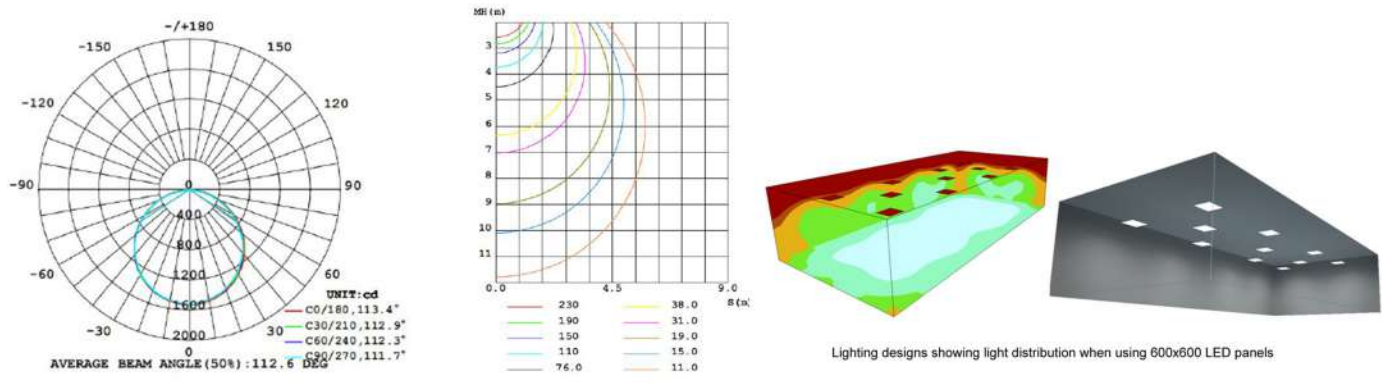 -/+180
-150 150
-120 120
-90 0 90
400
800
-60 1200 60
UNIT:cd
1600 C0/180,113.4°
-30 30 C30/210,112.9°
2000 C60/240,112.3°
0 C90/270,111.7°
AVERAGE BEAM ANGLE(50%):112.6 DEG
MH(m)
3
4
5
6
MH
8
9
10
11
0.0 4.5 9.0
S(m)
230 38.0
190 31.0
150 19.0
110 15.0
76.0 11.0
Lighting designs showing light distribution when using 600x600 LED panels